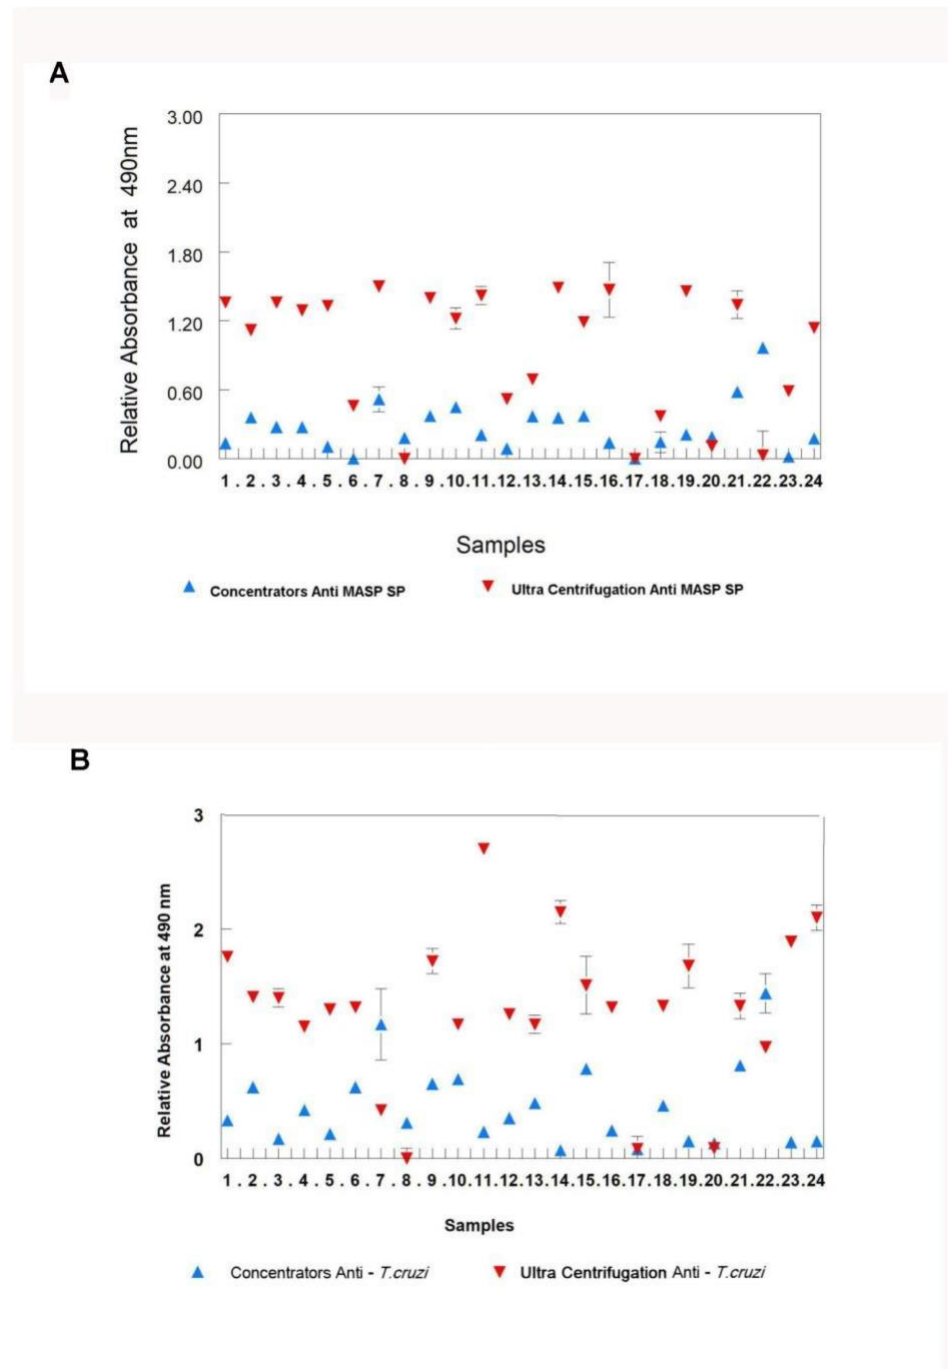 A
Relative Absorbance at 490nm
3.00
2.40
1.80
1.20
0.60
0.00
1 . 2 . 3 . 4 . 5 . 6 . 7 . 8 . 9 .10.11.12.13.14.15.16.17.18.19.20.21.22.23.24
Samples
Concentrators Anti MASP SP
Ultra Centrifugation Anti MASP SP
B
Relative Absorbance at 490 nm
3
2
1
0
1 . 2 . 3 . 4 . 5 . 6 . 7 . 8 . 9 .10.11.12.13.14.15.16.17.18.19.20.21.22.23.24
Samples
Concentrators Anti - T.cruzi
Ultra Centrifugation Anti - T.cruzi